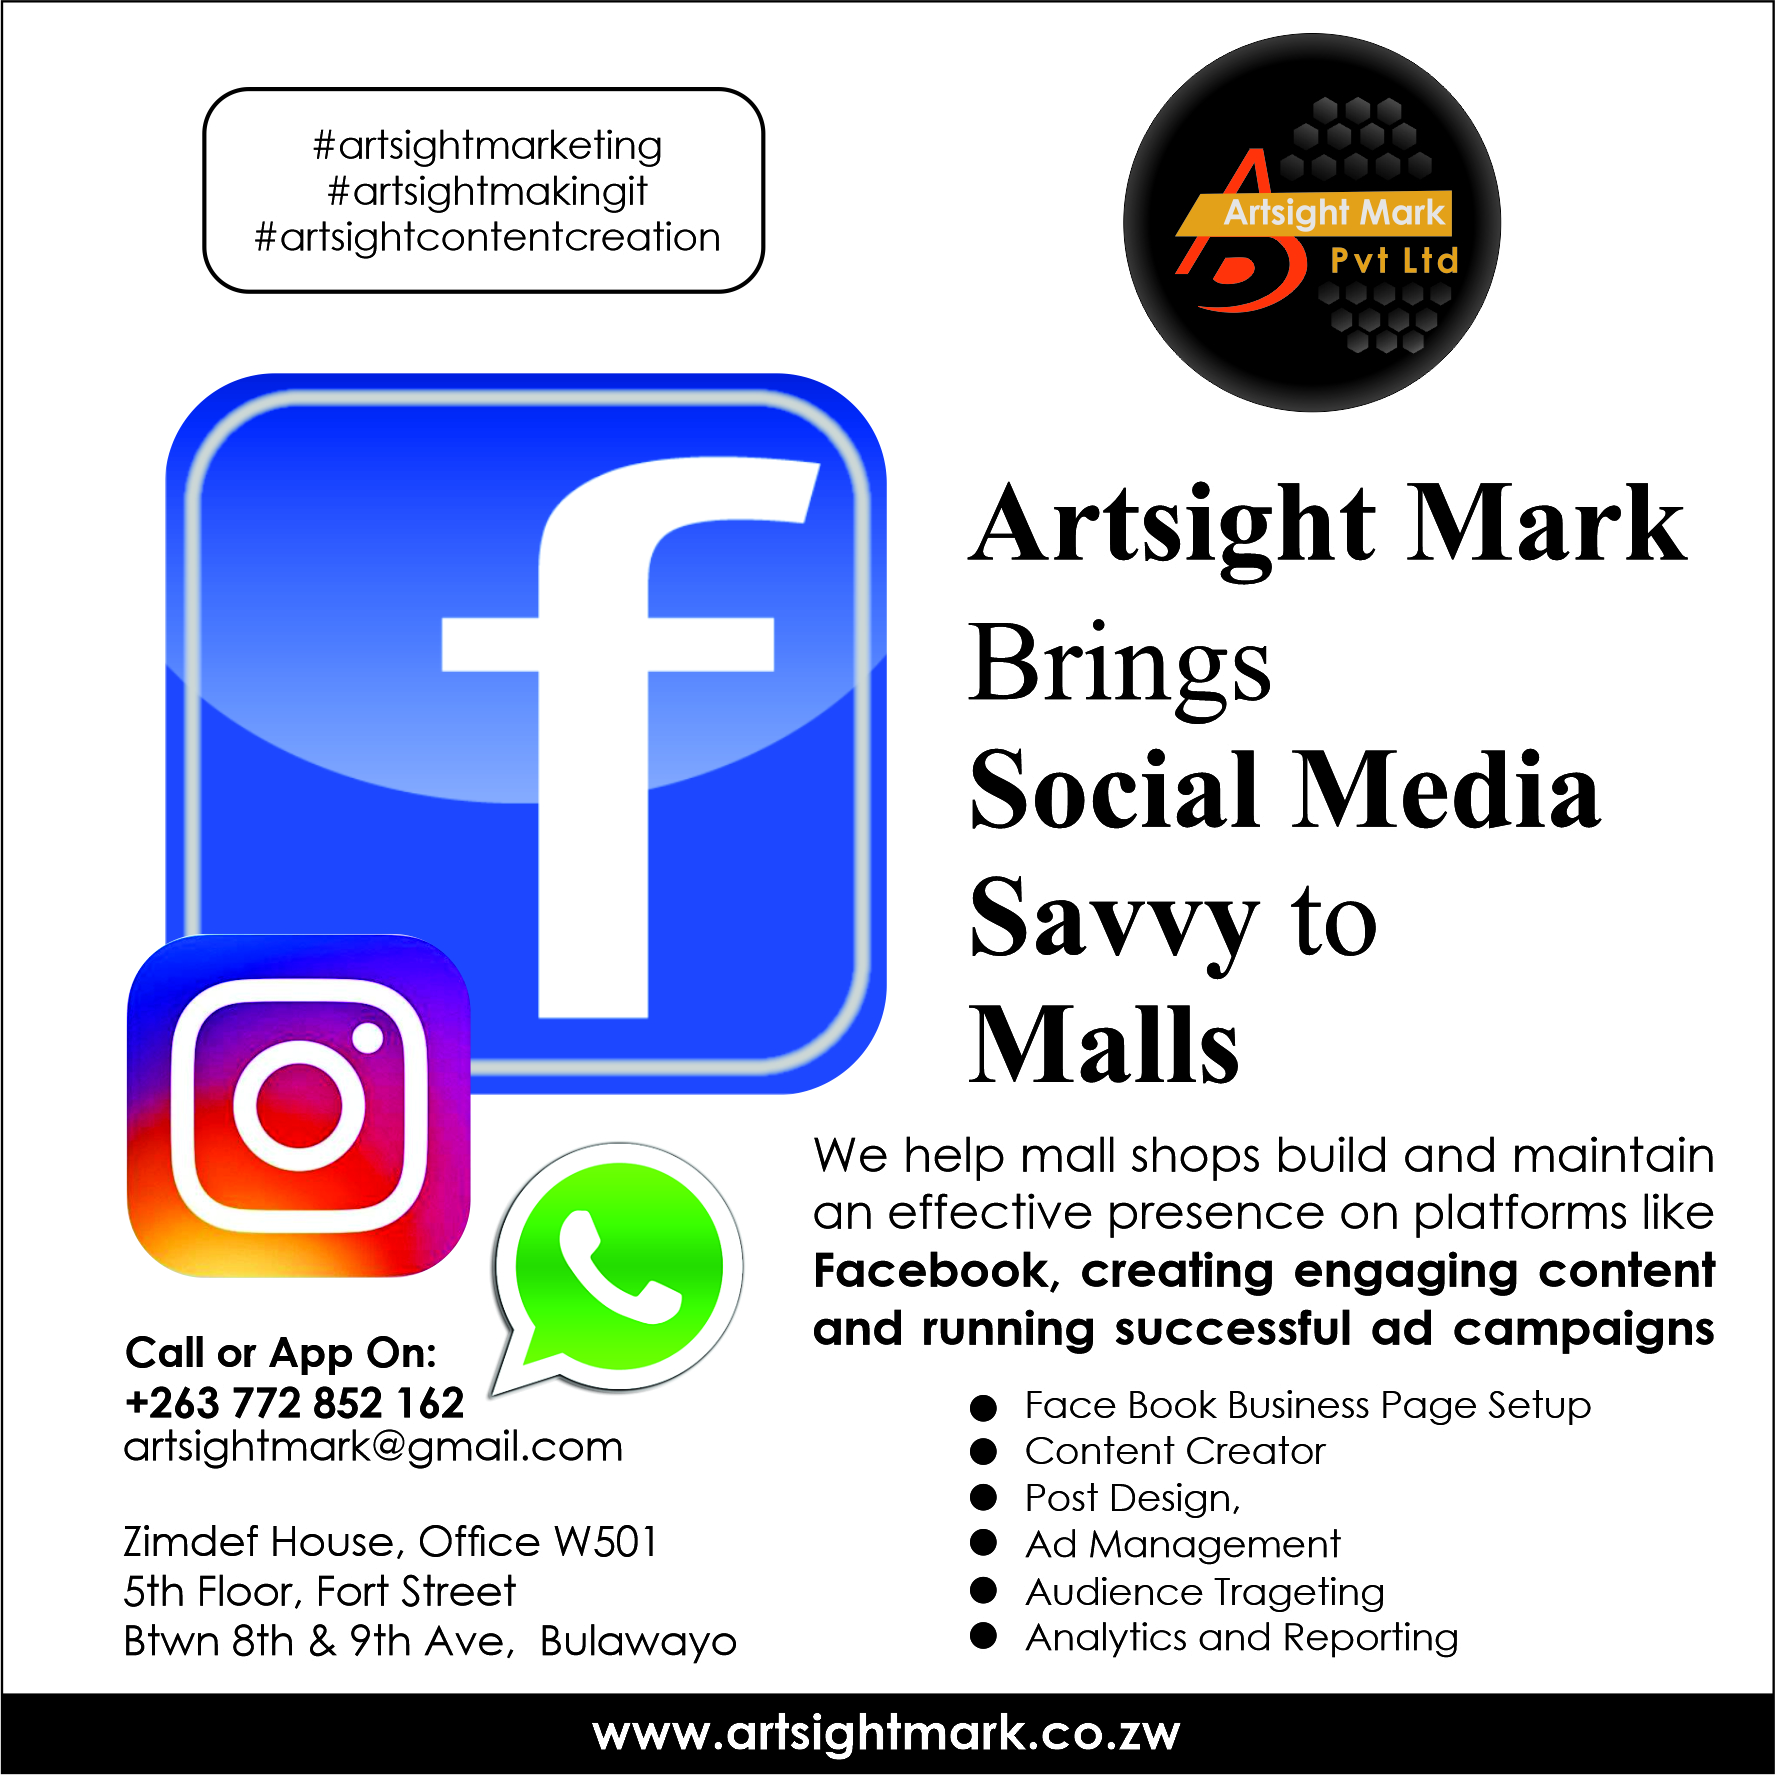 #artsightmarketing
#artsightmakingit
#artsightcontentcreation
Artsight Mark
Pvt Ltd
Artsight Mark
Brings
Social Media
Savvy to
Malls
We help mall shops build and maintain
an effective presence on platforms like
Facebook, creating engaging content
and running successful ad campaigns
Face Book Business Page Setup
Content Creator
Post Design,
Ad Management
Audience Trageting
Analytics and Reporting
Call or App On:
+263 772 852 162
artsightmark@gmail.com
Zimdef House, Office W501
5th Floor, Fort Street
Btwn 8th & 9th Ave, Bulawayo
www.artsightmark.co.zw